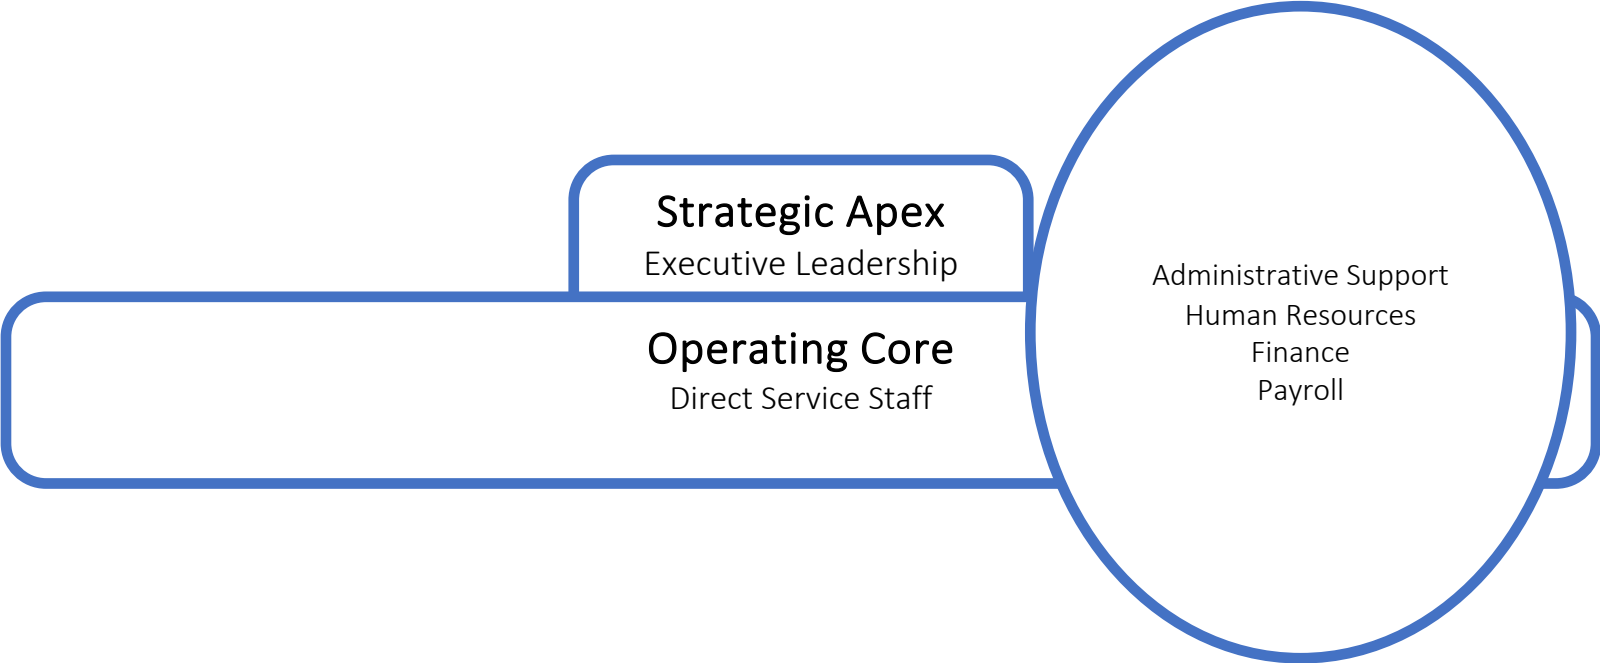 Strategic Apex
Executive Leadership
Operating Core
Direct Service Staff
Administrative Support
Human Resources
Finance
Payroll